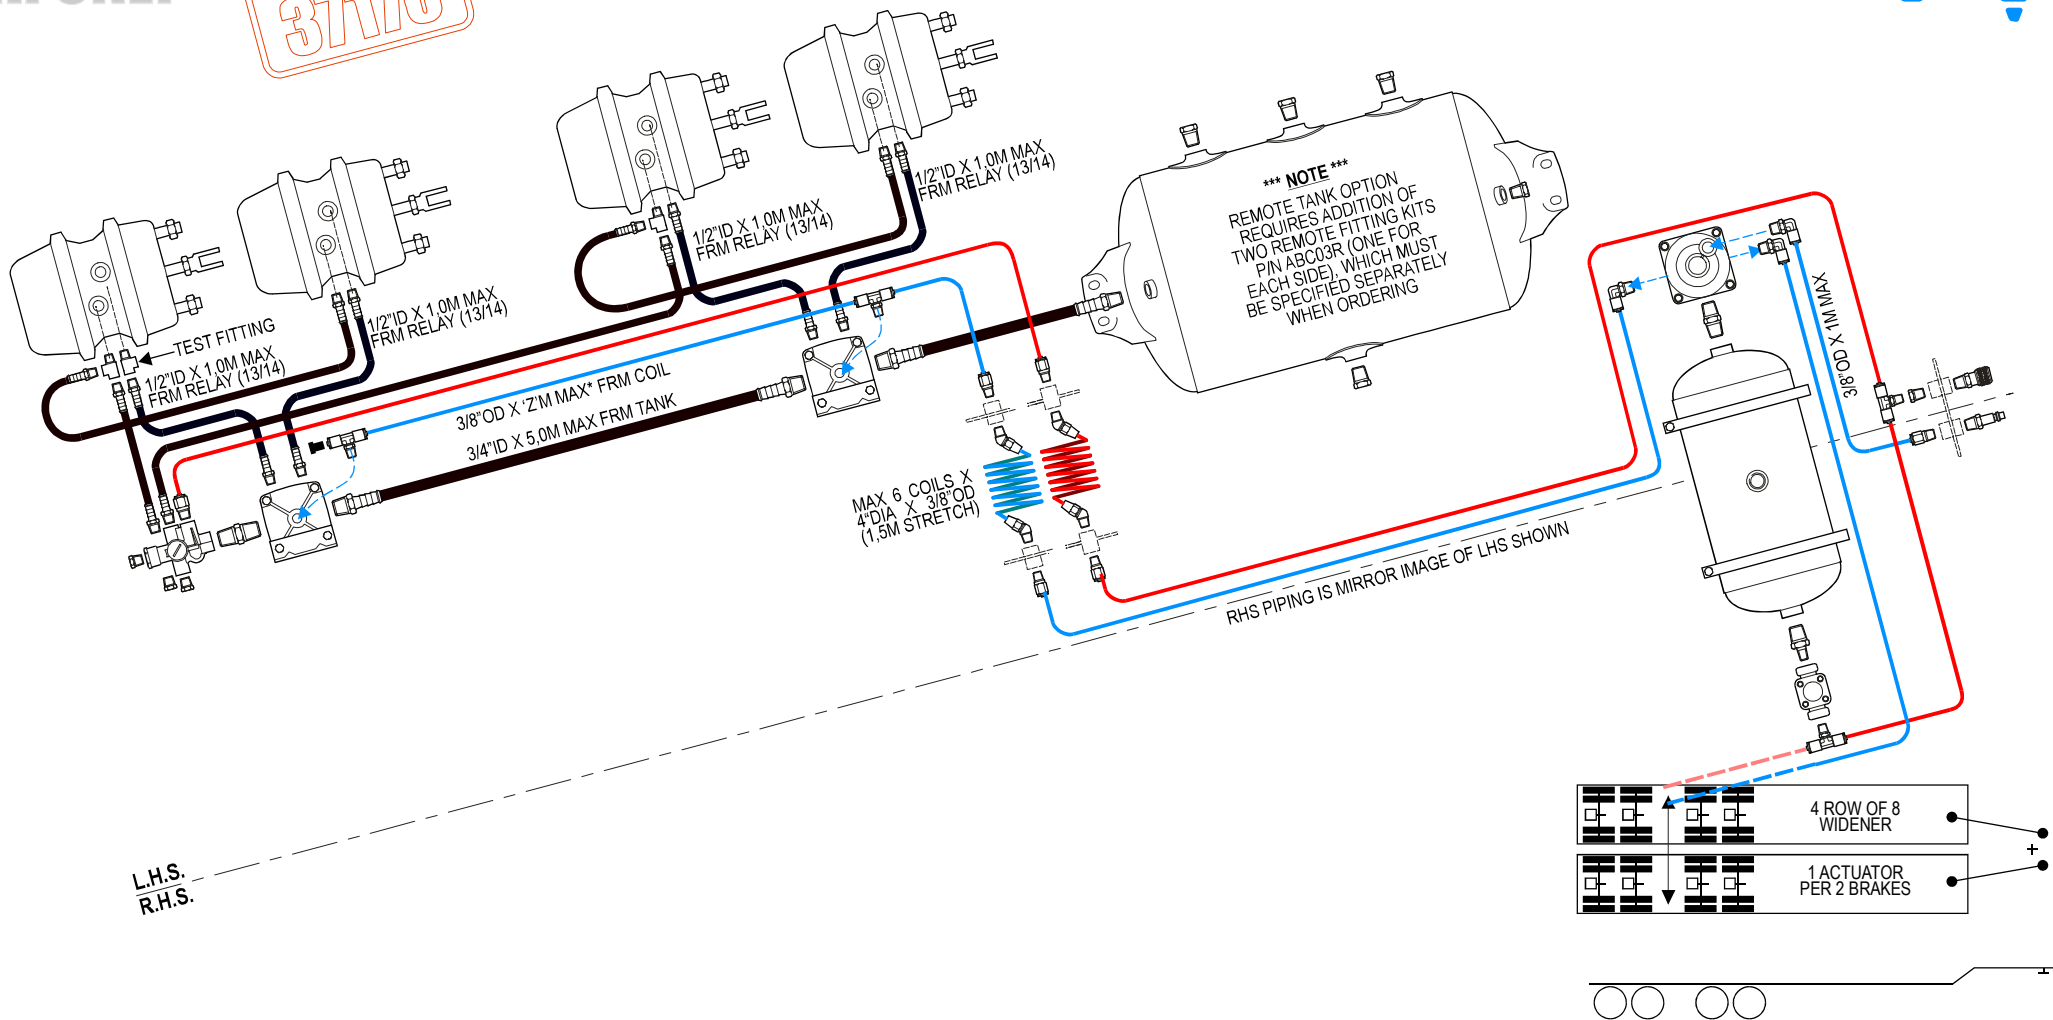 1/2"ID X 1,0M MAX
FRM RELAY (13/14)
1/2"ID X 1,0M MAX
FRM RELAY (13/14)
1/2"ID X 1,0M MAX
FRM RELAY (13/14)
TEST FITTING
1/2"ID X 1,0M MAX
FRM RELAY (13/14)
3/8"OD X 'Z'M MAX* FRM COIL
3/4"ID X 5,0M MAX FRM TANK
*** NOTE ***
REMOTE TANK OPTION
REQUIRES ADDITION OF
TWO REMOTE FITTING KITS
P/N ABC03R (ONE FOR
EACH SIDE), WHICH MUST
BE SPECIFIED SEPARATELY
WHEN ORDERING
3/8"OD X 1M MAX
MAX 6 COILS X
4"DIA X 3/8"OD
(1,5M STRETCH)
RHS PIPING IS MIRROR IMAGE OF LHS SHOWN
L.H.S.
R.H.S.
4 ROW OF 8
WIDENER
+
1 ACTUATOR
PER 2 BRAKES